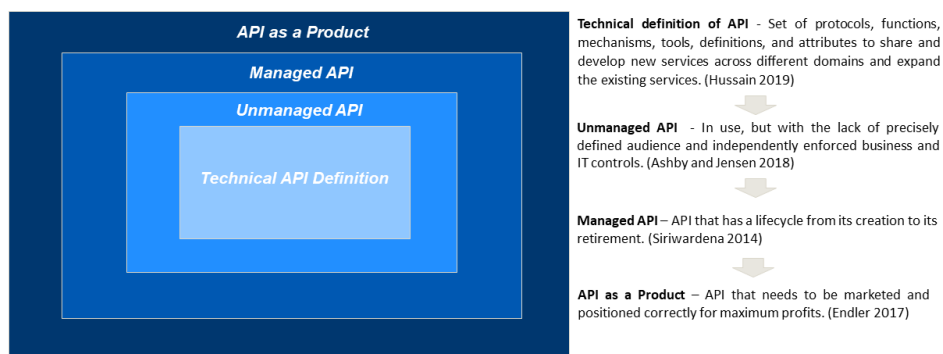 API as a Product
Managed API
Unmanaged API
Technical API Definition
Technical definition of API - Set of protocols, functions,
mechanisms, tools, definitions, and attributes to share and
develop new services across different domains and expand
the existing services. (Hussain 2019)
Unmanaged API - In use, but with the lack of precisely
defined audience and independently enforced business and
IT controls. (Ashby and Jensen 2018)
Managed API – API that has a lifecycle from its creation to its
retirement. (Siriwardena 2014)
API as a Product – API that needs to be marketed and
positioned correctly for maximum profits. (Endler 2017)